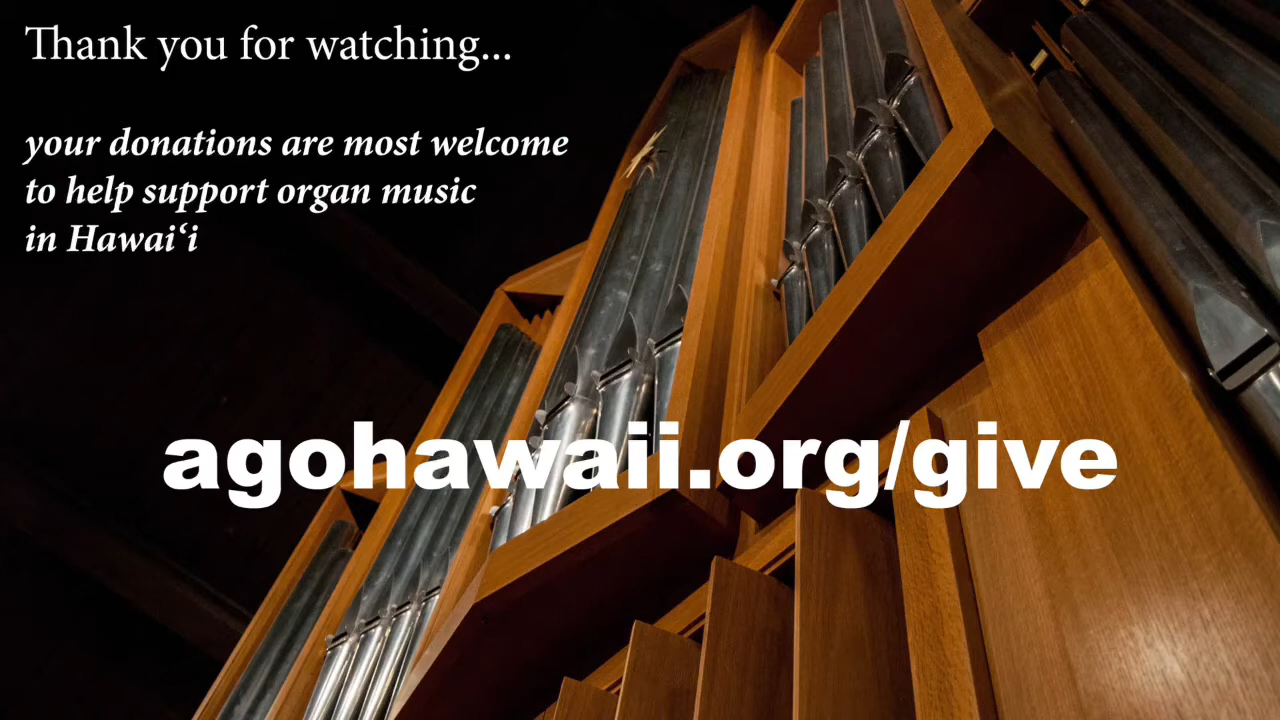 Thank you for watching...
your donations are most welcome
to help support organ music
in Hawaiʻi
agohawaii.org/give